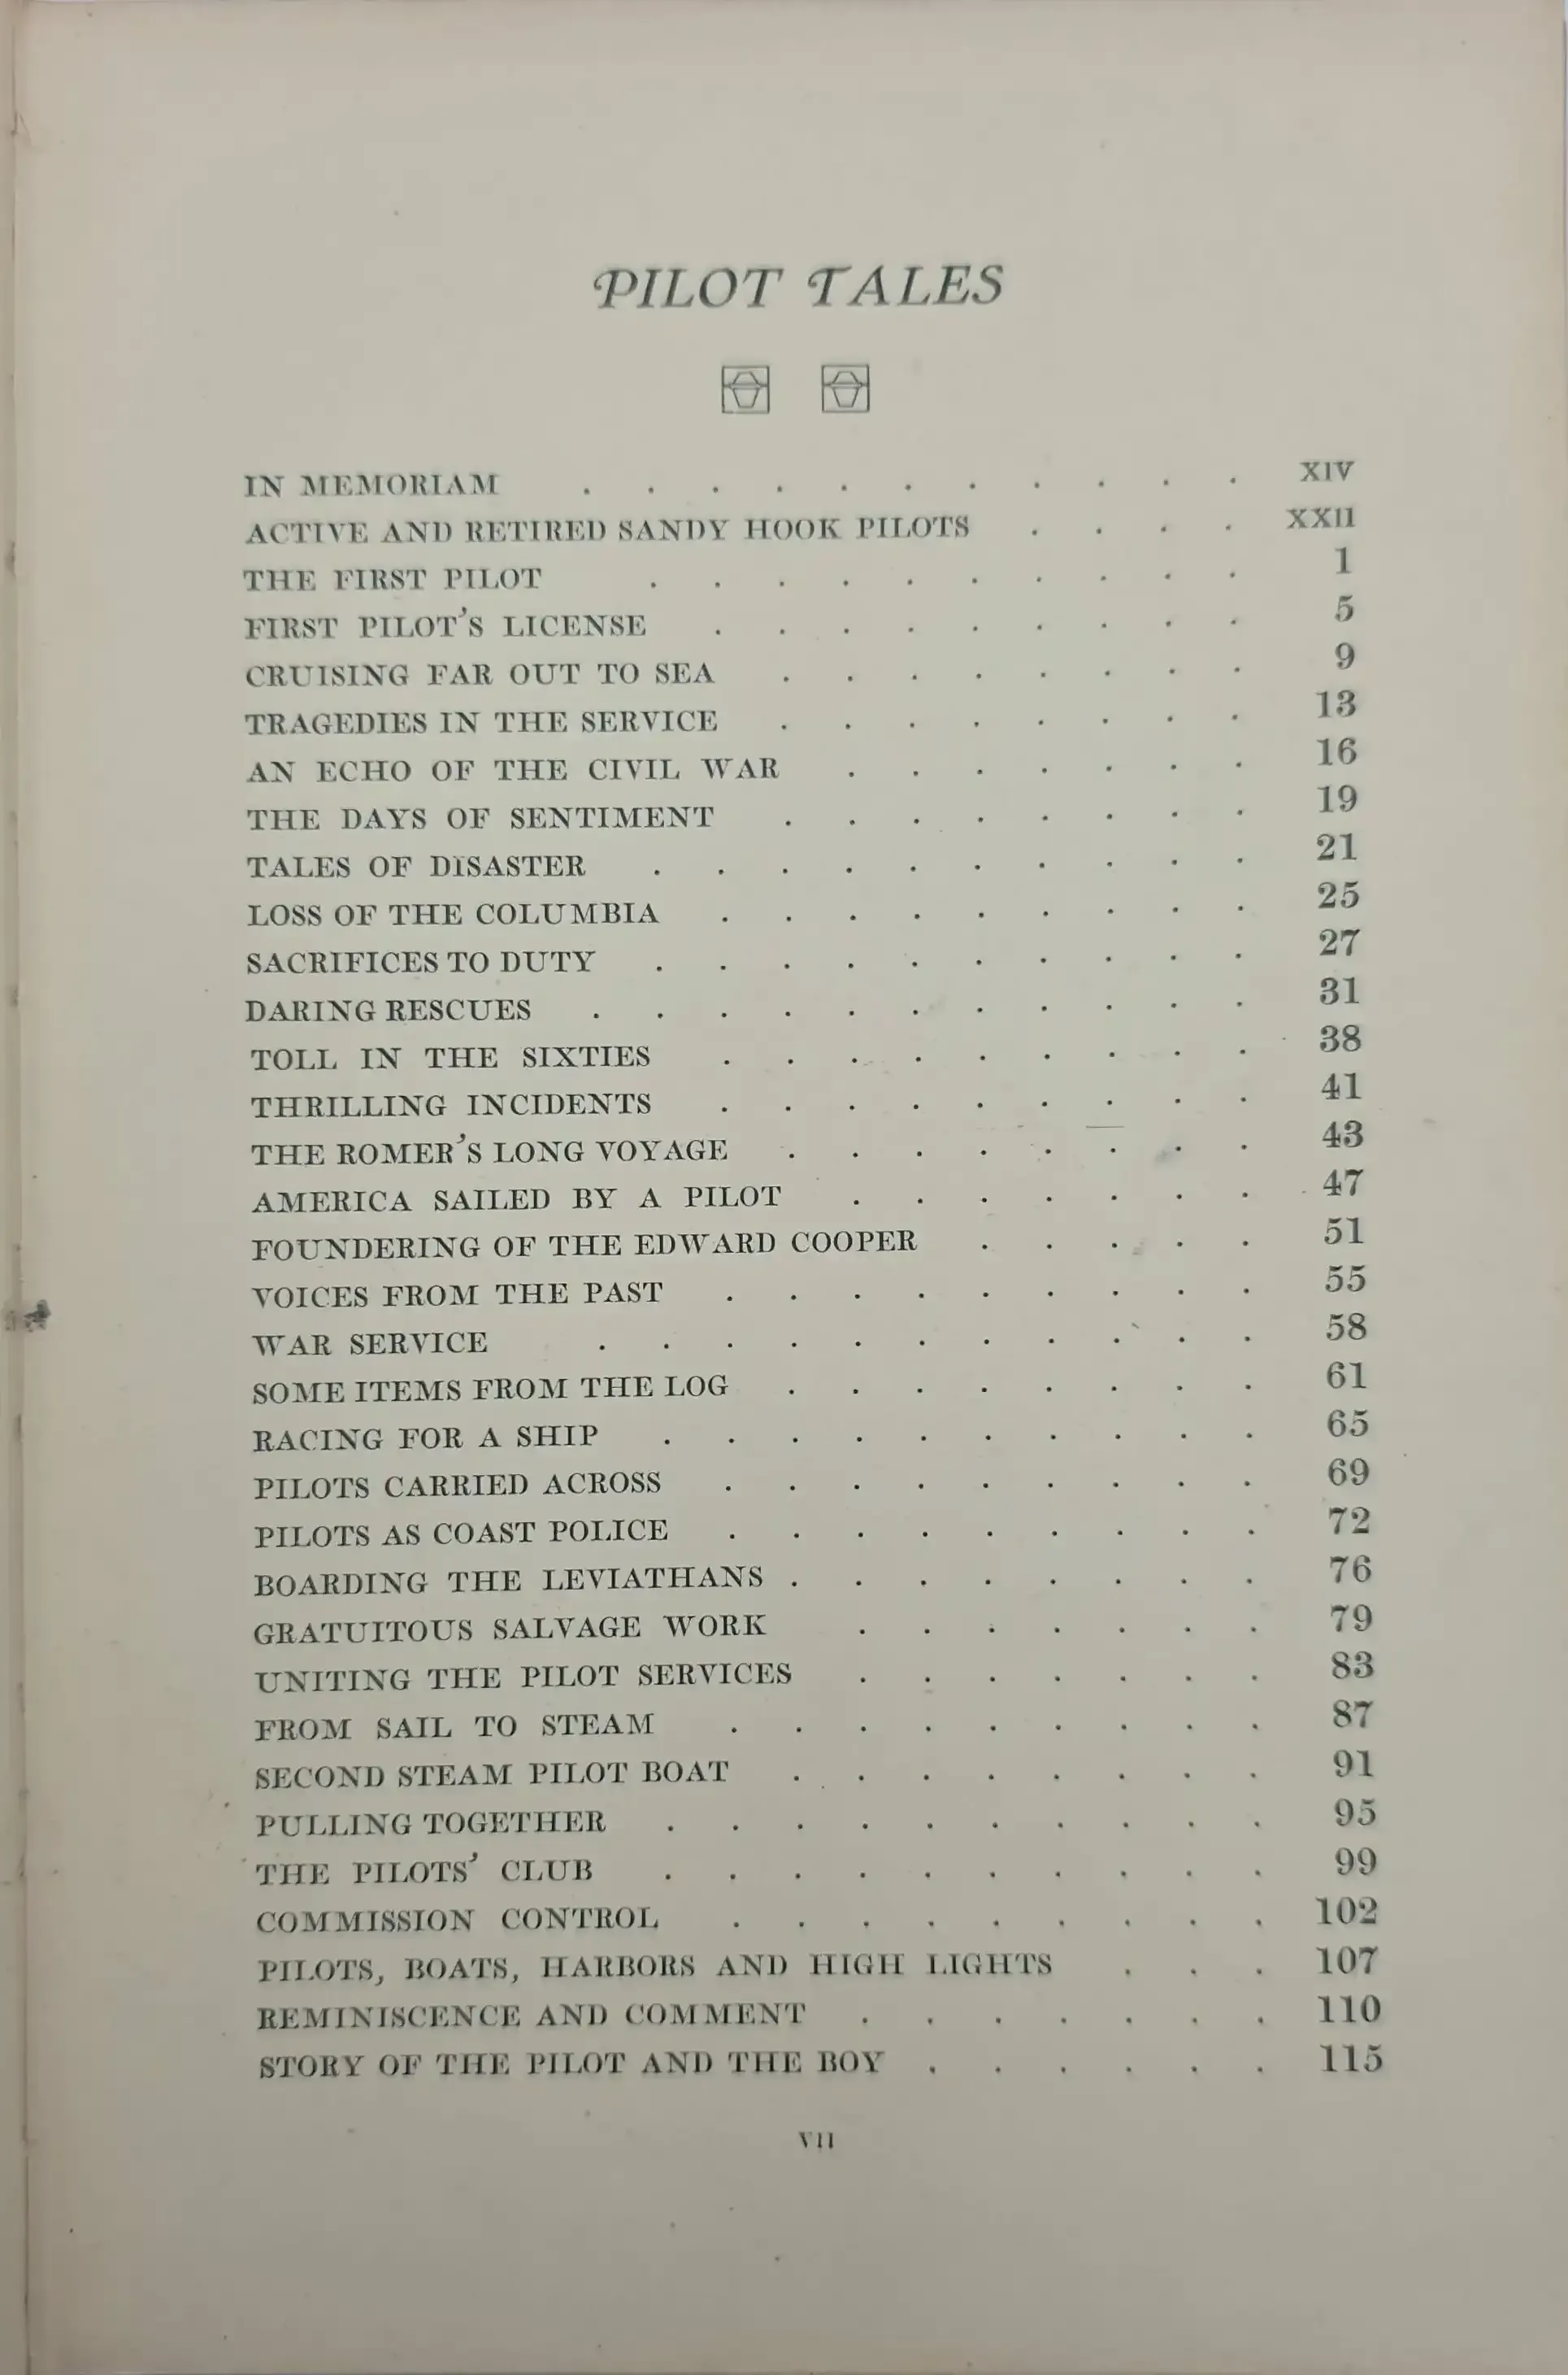 PILOT TALES
IN MEMORIAM . . . . . . . . . . . XIV
ACTIVE AND RETIRED SANDY HOOK PILOTS . . . . XXII
THE FIRST PILOT . . . . . . . . . . 1
FIRST PILOT'S LICENSE . . . . . . . . . 5
CRUISING FAR OUT TO SEA . . . . . . . . 9
TRAGEDIES IN THE SERVICE . . . . . . . . 13
AN ECHO OF THE CIVIL WAR . . . . . . . 16
THE DAYS OF SENTIMENT . . . . . . . . 19
TALES OF DISASTER . . . . . . . . . . 21
LOSS OF THE COLUMBIA . . . . . . . . . 25
SACRIFICES TO DUTY . . . . . . . . . . 27
DARING RESCUES . . . . . . . . . . . 31
TOLL IN THE SIXTIES . . . . . . . . . 38
THRILLING INCIDENTS . . . . . . . . . 41
THE ROMER'S LONG VOYAGE . . . . . . . . 43
AMERICA SAILED BY A PILOT . . . . . . . 47
FOUNDERING OF THE EDWARD COOPER . . . . . 51
VOICES FROM THE PAST . . . . . . . . . 55
WAR SERVICE . . . . . . . . . . . 58
SOME ITEMS FROM THE LOG . . . . . . . . 61
RACING FOR A SHIP . . . . . . . . . . 65
PILOTS CARRIED ACROSS . . . . . . . . . 69
PILOTS AS COAST POLICE . . . . . . . . . 72
BOARDING THE LEVIATHANS . . . . . . . . 76
GRATUITOUS SALVAGE WORK . . . . . . . 79
UNITING THE PILOT SERVICES . . . . . . . 83
FROM SAIL TO STEAM . . . . . . . . . 87
SECOND STEAM PILOT BOAT . . . . . . . . 91
PULLING TOGETHER . . . . . . . . . . 95
THE PILOTS' CLUB . . . . . . . . . . 99
COMMISSION CONTROL . . . . . . . . . 102
PILOTS, BOATS, HARBORS AND HIGH LIGHTS . . . 107
REMINISCENCE AND COMMENT . . . . . . . 110
STORY OF THE PILOT AND THE BOY . . . . . . 115
VII